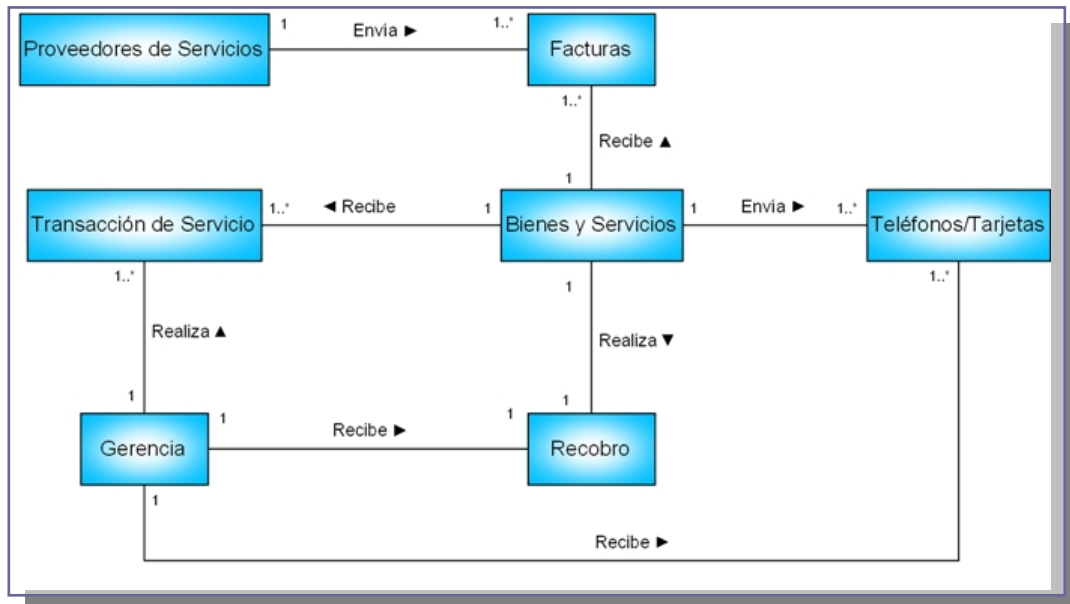 1 Envía ► 1..*
Proveedores de Servicios Facturas
1..*
Recibe ▲
1
1..* ◄ Recibe 1 1 Envía ► 1..*
Transacción de Servicio Bienes y Servicios Teléfonos/Tarjetas
1..* 1 1..*
Realiza ▲ Realiza ▼
1 1
1 Recibe ► 1
Gerencia Recobro
1
Recibe ►